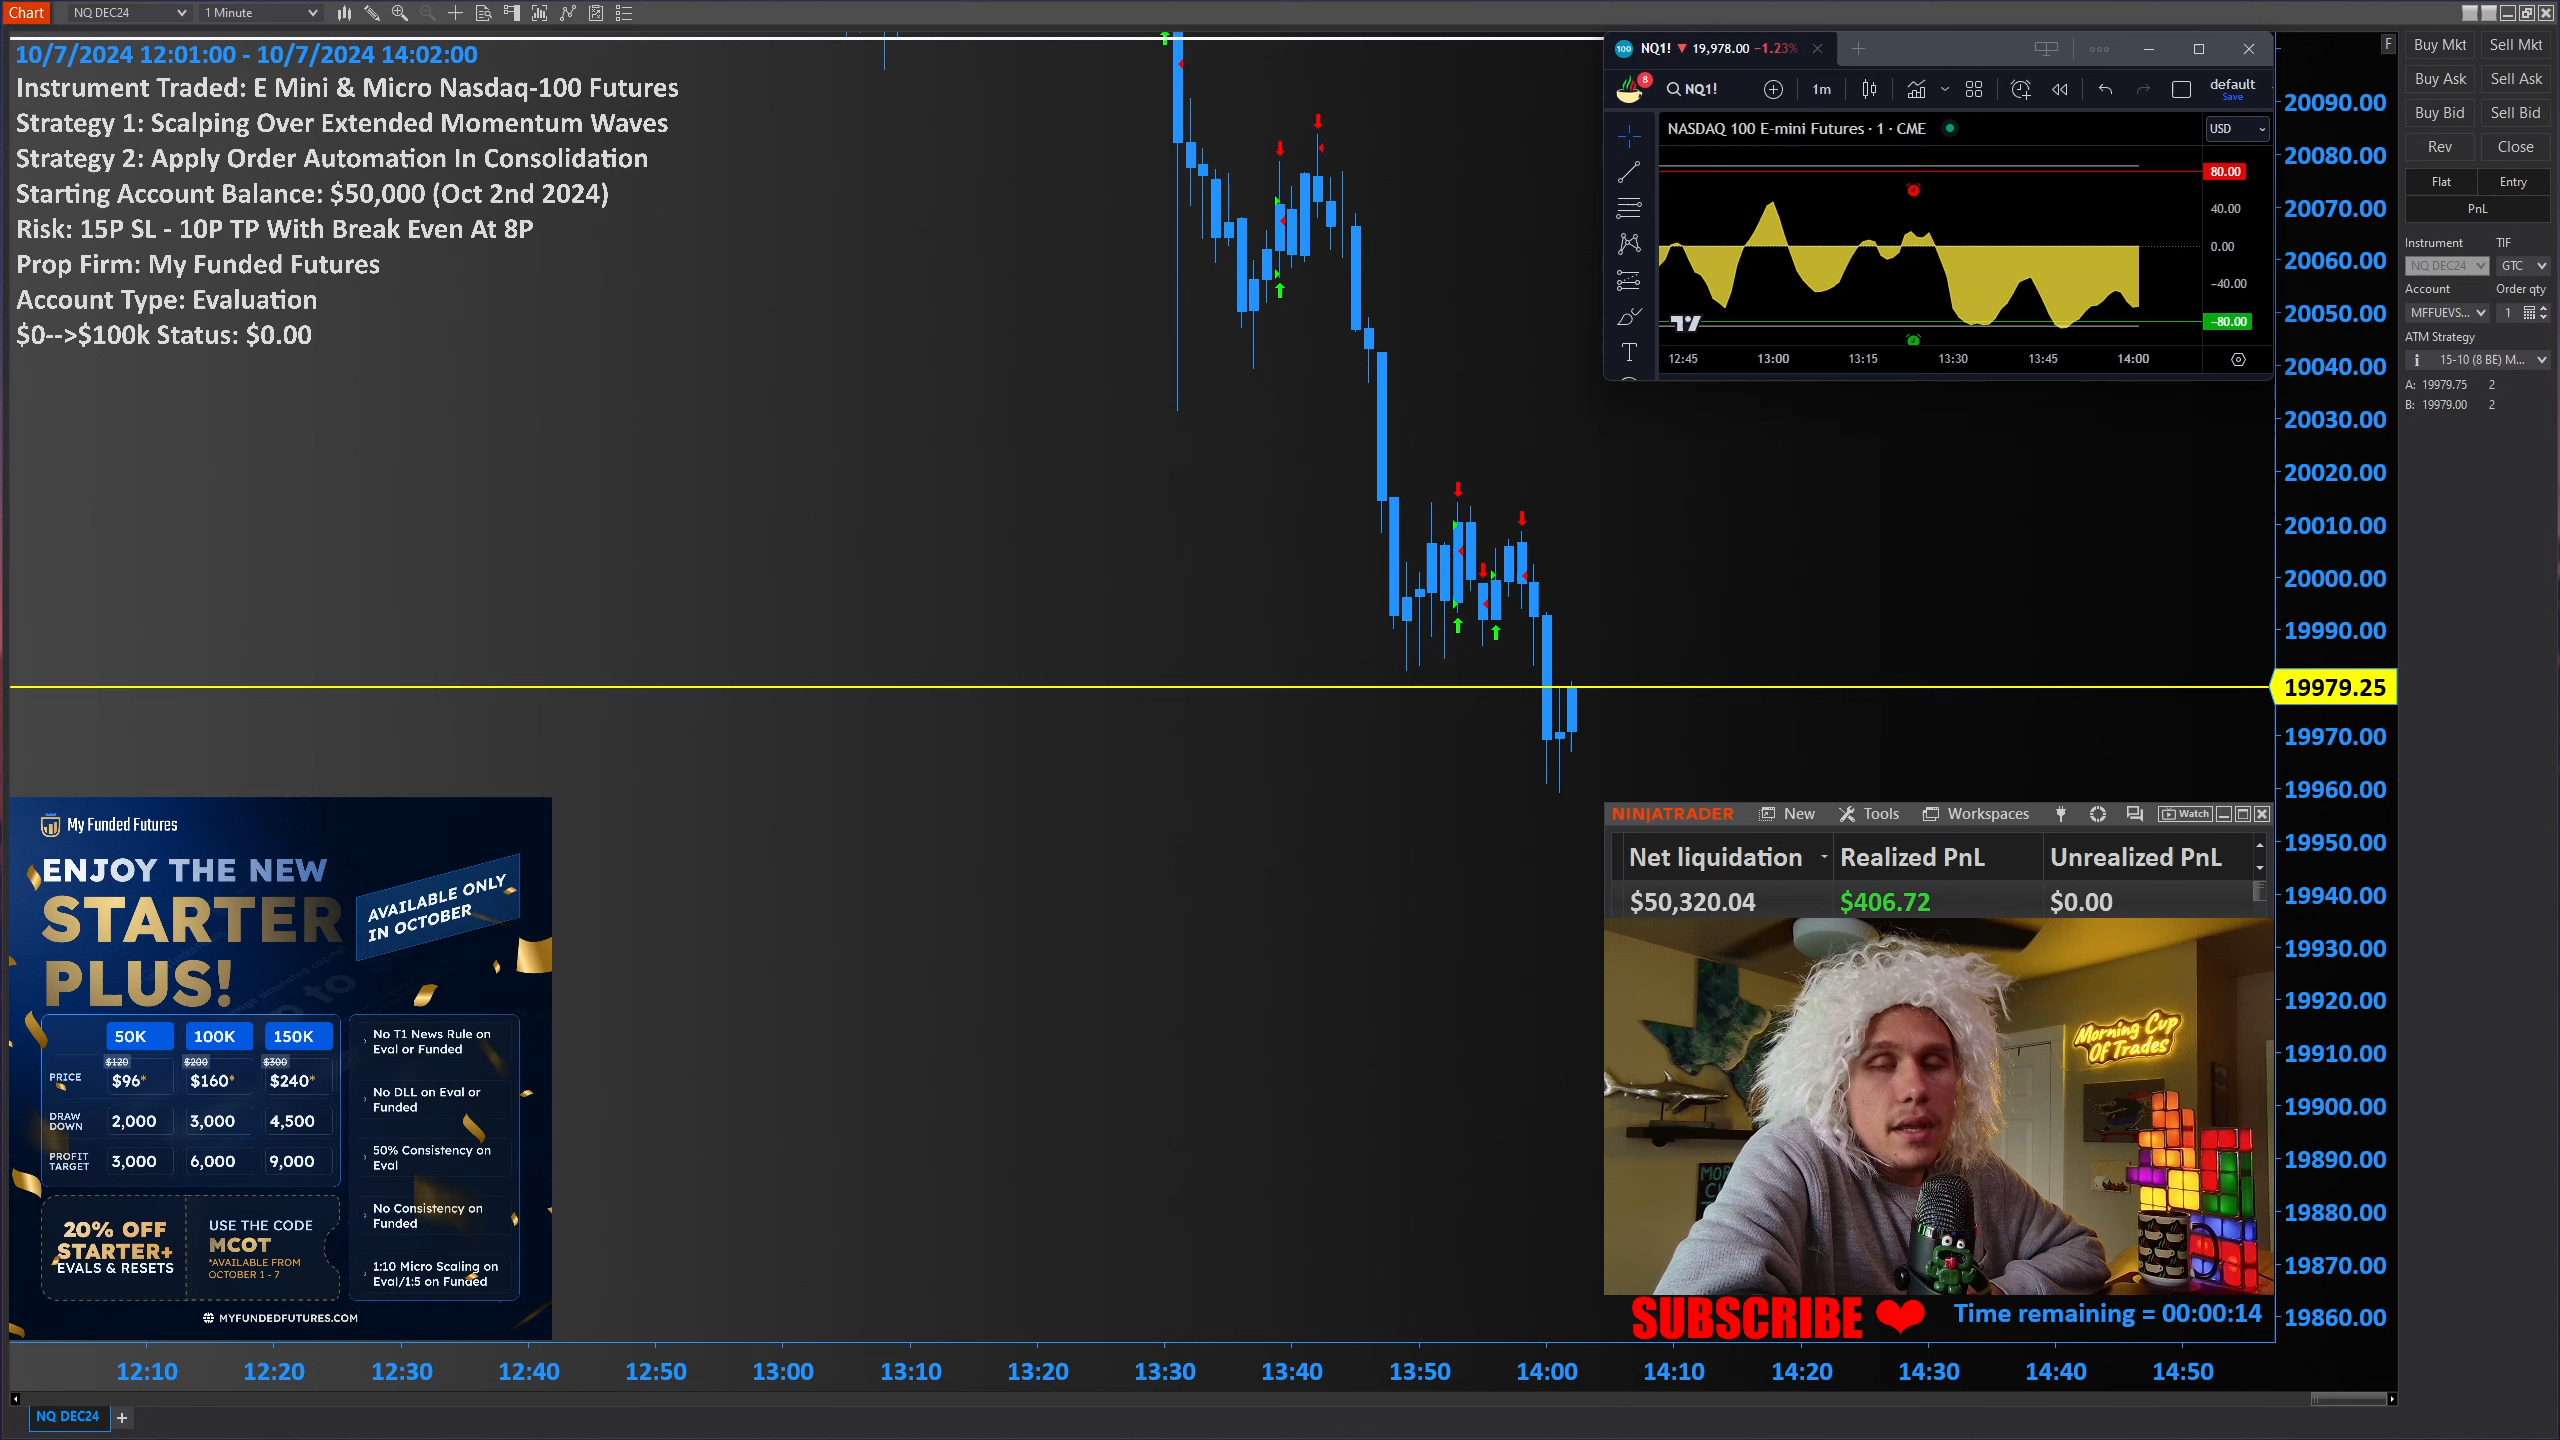 Chart
NQ DEC24
1 Minute
10/7/2024 12:01:00 - 10/7/2024 14:02:00
Instrument Traded: E Mini & Micro Nasdaq-100 Futures
Strategy 1: Scalping Over Extended Momentum Waves
Strategy 2: Apply Order Automation In Consolidation
Starting Account Balance: $50,000 (Oct 2nd 2024)
Risk: 15P SL - 10P TP With Break Even At 8P
Prop Firm: My Funded Futures
Account Type: Evaluation
$0-->$100k Status: $0.00
100 NQ1! ▼ 19,978.00 −1.23%
8
NQ1!
1m
default
Save
NASDAQ 100 E-mini Futures · 1 · CME
USD
80.00
40.00
0.00
−40.00
−80.00
12:45 13:00 13:15 13:30 13:45 14:00
F
20090.00
20080.00
20070.00
20060.00
20050.00
20040.00
20030.00
20020.00
20010.00
20000.00
19990.00
19979.25
19970.00
19960.00
19950.00
19940.00
19930.00
19920.00
19910.00
19900.00
19890.00
19880.00
19870.00
19860.00
Buy Mkt Sell Mkt
Buy Ask Sell Ask
Buy Bid Sell Bid
Rev Close
Flat Entry
PnL
Instrument TIF
NQ DEC24 GTC
Account Order qty
MFFUEVS... 1
ATM Strategy
15-10 (8 BE) M...
A: 19979.75 2
B: 19979.00 2
My Funded Futures
ENJOY THE NEW
STARTER
PLUS!
AVAILABLE ONLY
IN OCTOBER
50K 100K 150K
$120 $200 $300
PRICE $96* $160* $240*
DRAW
DOWN 2,000 3,000 4,500
PROFIT
TARGET 3,000 6,000 9,000
No T1 News Rule on
Eval or Funded
No DLL on Eval or
Funded
50% Consistency on
Eval
No Consistency on
Funded
1:10 Micro Scaling on
Eval/1:5 on Funded
20% OFF
STARTER+
EVALS & RESETS
USE THE CODE
MCOT
*AVAILABLE FROM
OCTOBER 1 - 7
MYFUNDEDFUTURES.COM
NINJATRADER New Tools Workspaces Watch
Net liquidation Realized PnL Unrealized PnL
$50,320.04 $406.72 $0.00
Morning Cup
Of Trades
SUBSCRIBE
Time remaining = 00:00:14
12:10 12:20 12:30 12:40 12:50 13:00 13:10 13:20 13:30 13:40 13:50 14:00 14:10 14:20 14:30 14:40 14:50
NQ DEC24 +